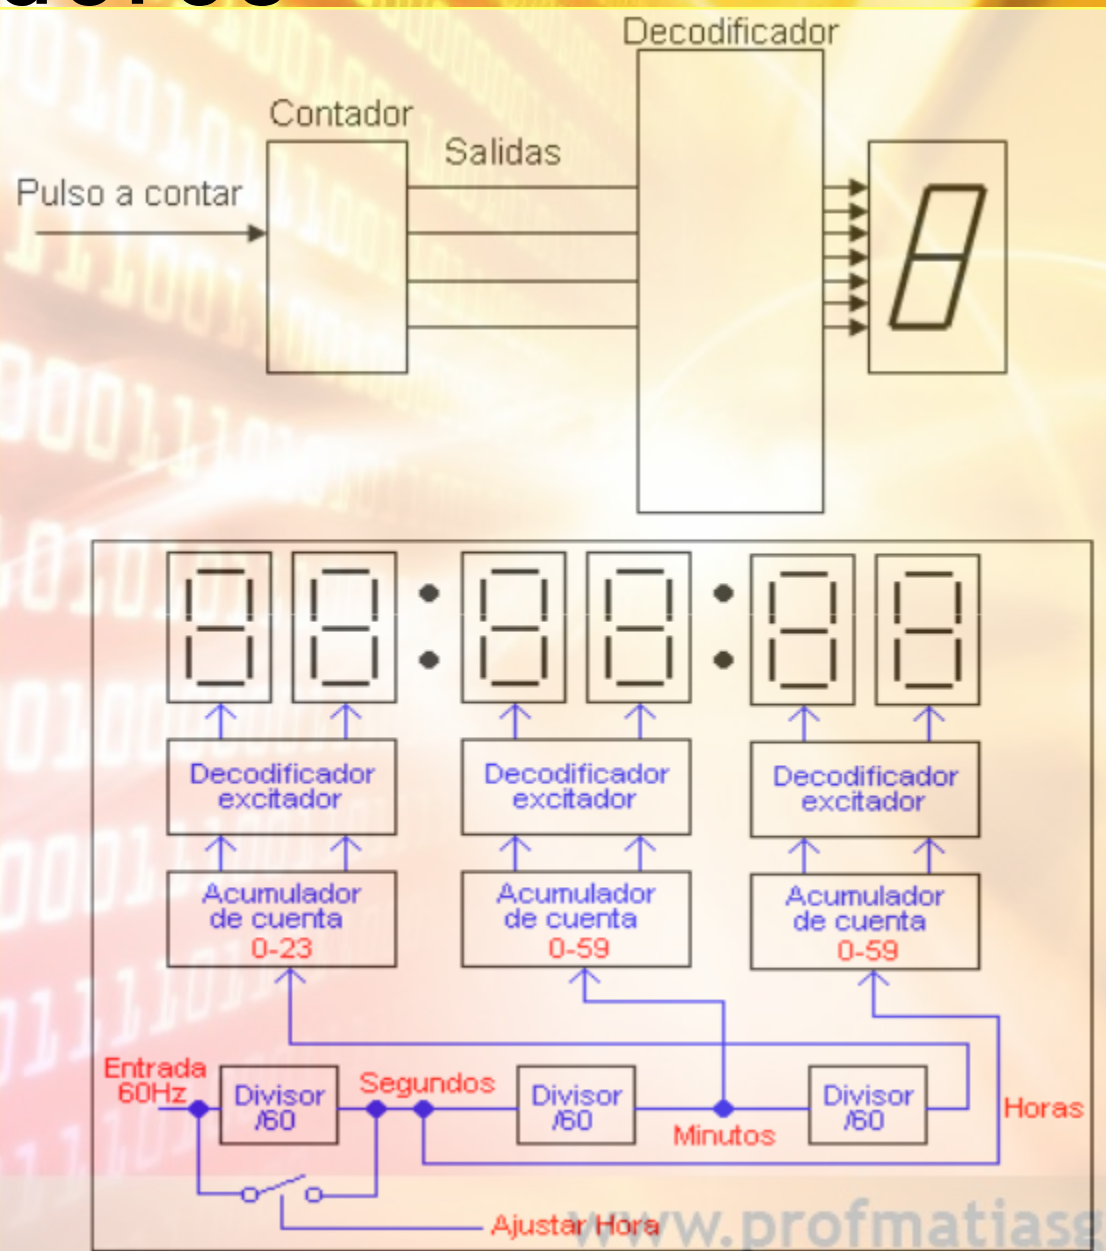 Decodificador
Contador
Salidas
Pulso a contar
Decodificador
excitador
Decodificador
excitador
Decodificador
excitador
Acumulador
de cuenta
0-23
Acumulador
de cuenta
0-59
Acumulador
de cuenta
0-59
Entrada
60Hz
Divisor
/60
Segundos
Divisor
/60
Minutos
Divisor
/60
Horas
Ajustar Hora
www.profmatiasg